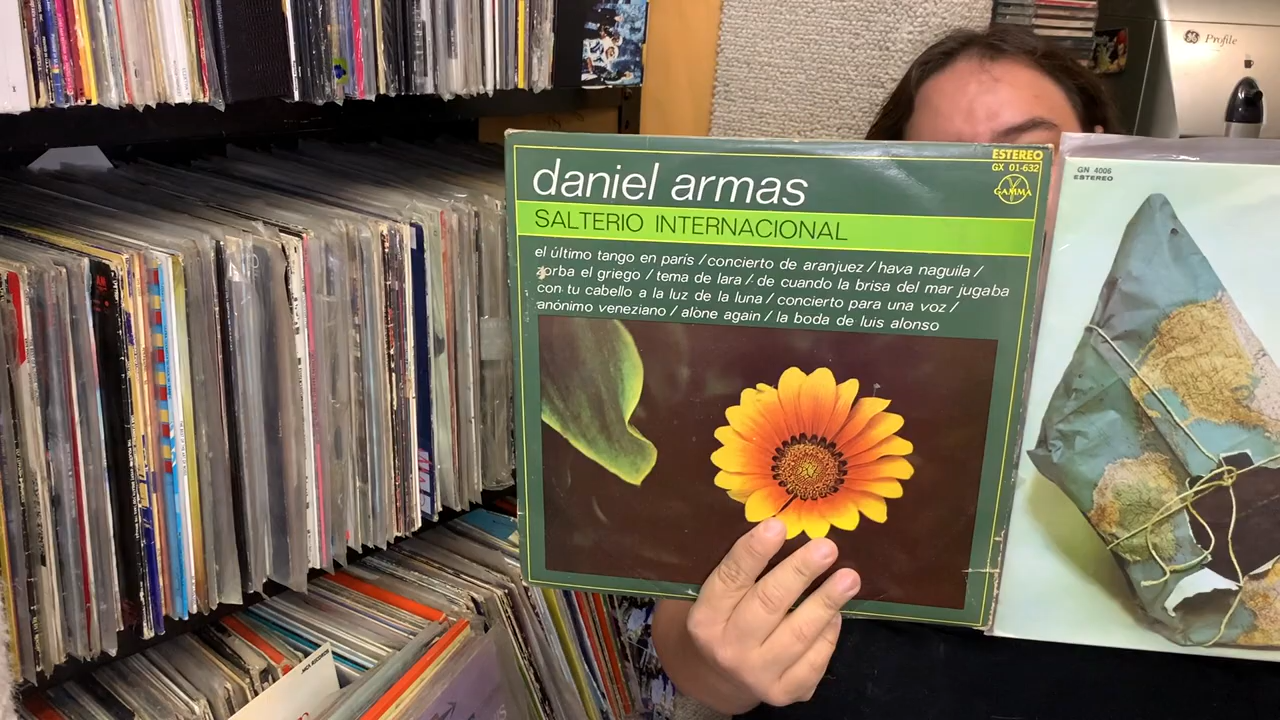 daniel armas
ESTEREO
GX 01-632
GAMMA
SALTERIO INTERNACIONAL
el último tango en parís / concierto de aranjuez / hava naguila /
zorba el griego / tema de lara / de cuando la brisa del mar jugaba
con tu cabello a la luz de la luna / concierto para una voz /
anónimo veneziano / alone again / la boda de luis alonso
GN 4006
ESTEREO
GE Profile